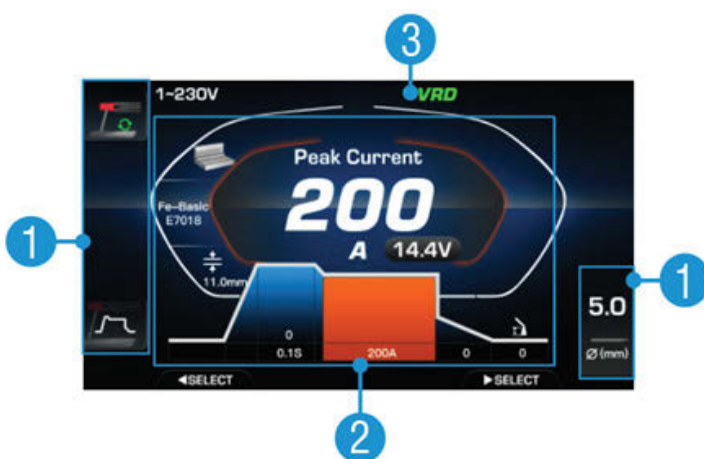 3
1~230V
VRD
Peak Current
200
A 14.4V
Fe-Basic
E7018
11.0mm
1
1
5.0
Ø (mm)
0
0.1S 200A 0 0
◀SELECT ▶SELECT
2